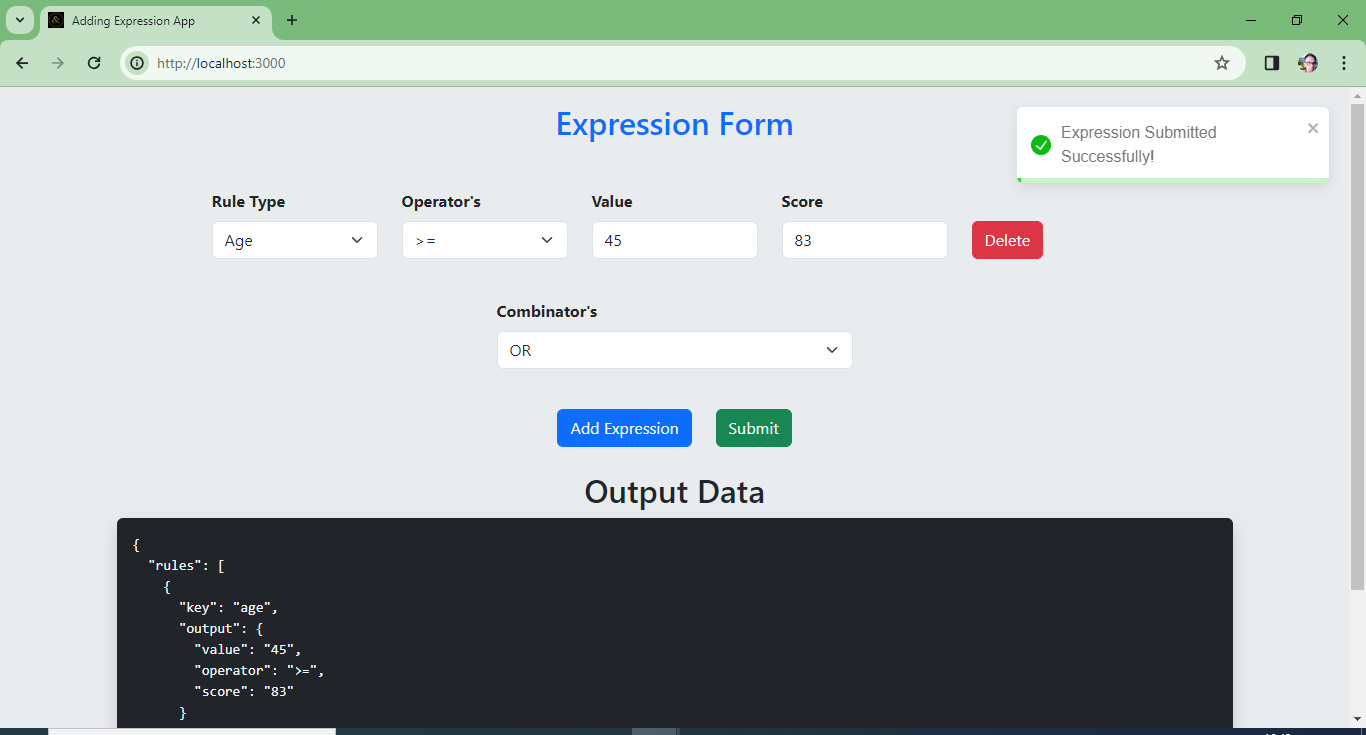 Adding Expression App
http://localhost:3000
Expression Form
Expression Submitted
Successfully!
Rule Type Operator's Value Score
Age >= 45 83 Delete
Combinator's
OR
Add Expression Submit
Output Data
{
"rules": [
{
"key": "age",
"output": {
"value": "45",
"operator": ">=",
"score": "83"
}